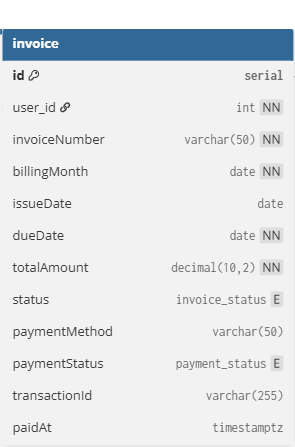 invoice
id serial
user_id int NN
invoiceNumber varchar(50) NN
billingMonth date NN
issueDate date
dueDate date NN
totalAmount decimal(10,2) NN
status invoice_status E
paymentMethod varchar(50)
paymentStatus payment_status E
transactionId varchar(255)
paidAt timestamptz